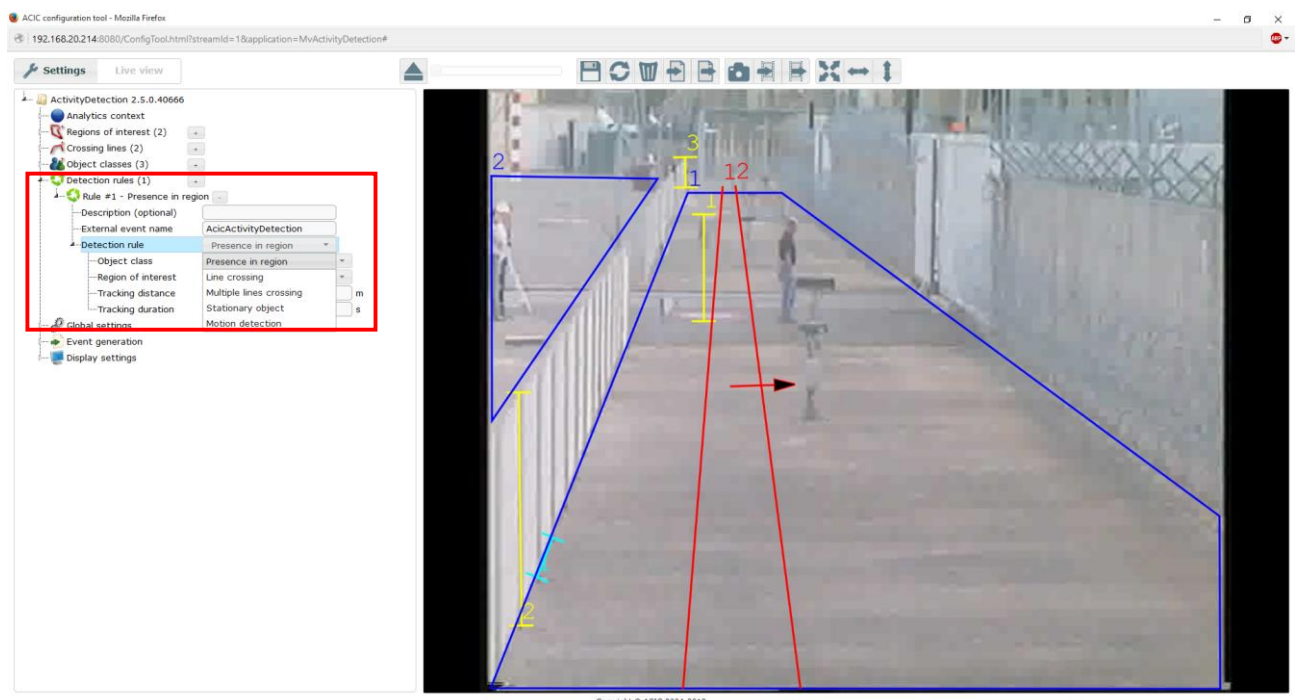 ACIC configuration tool - Mozilla Firefox
192.168.20.214:8080/ConfigTool.html?streamId=1&application=MvActivityDetection#
ABP
Settings Live view
ActivityDetection 2.5.0.40666
Analytics context
Regions of interest (2)
Crossing lines (2)
Object classes (3)
Detection rules (1)
Rule #1 - Presence in region
Description (optional)
External event name AcicActivityDetection
Detection rule Presence in region
Object class Presence in region
Region of interest Line crossing
Tracking distance Multiple lines crossing m
Tracking duration Stationary object s
Global settings Motion detection
Event generation
Display settings
3
2
1
12
1
2